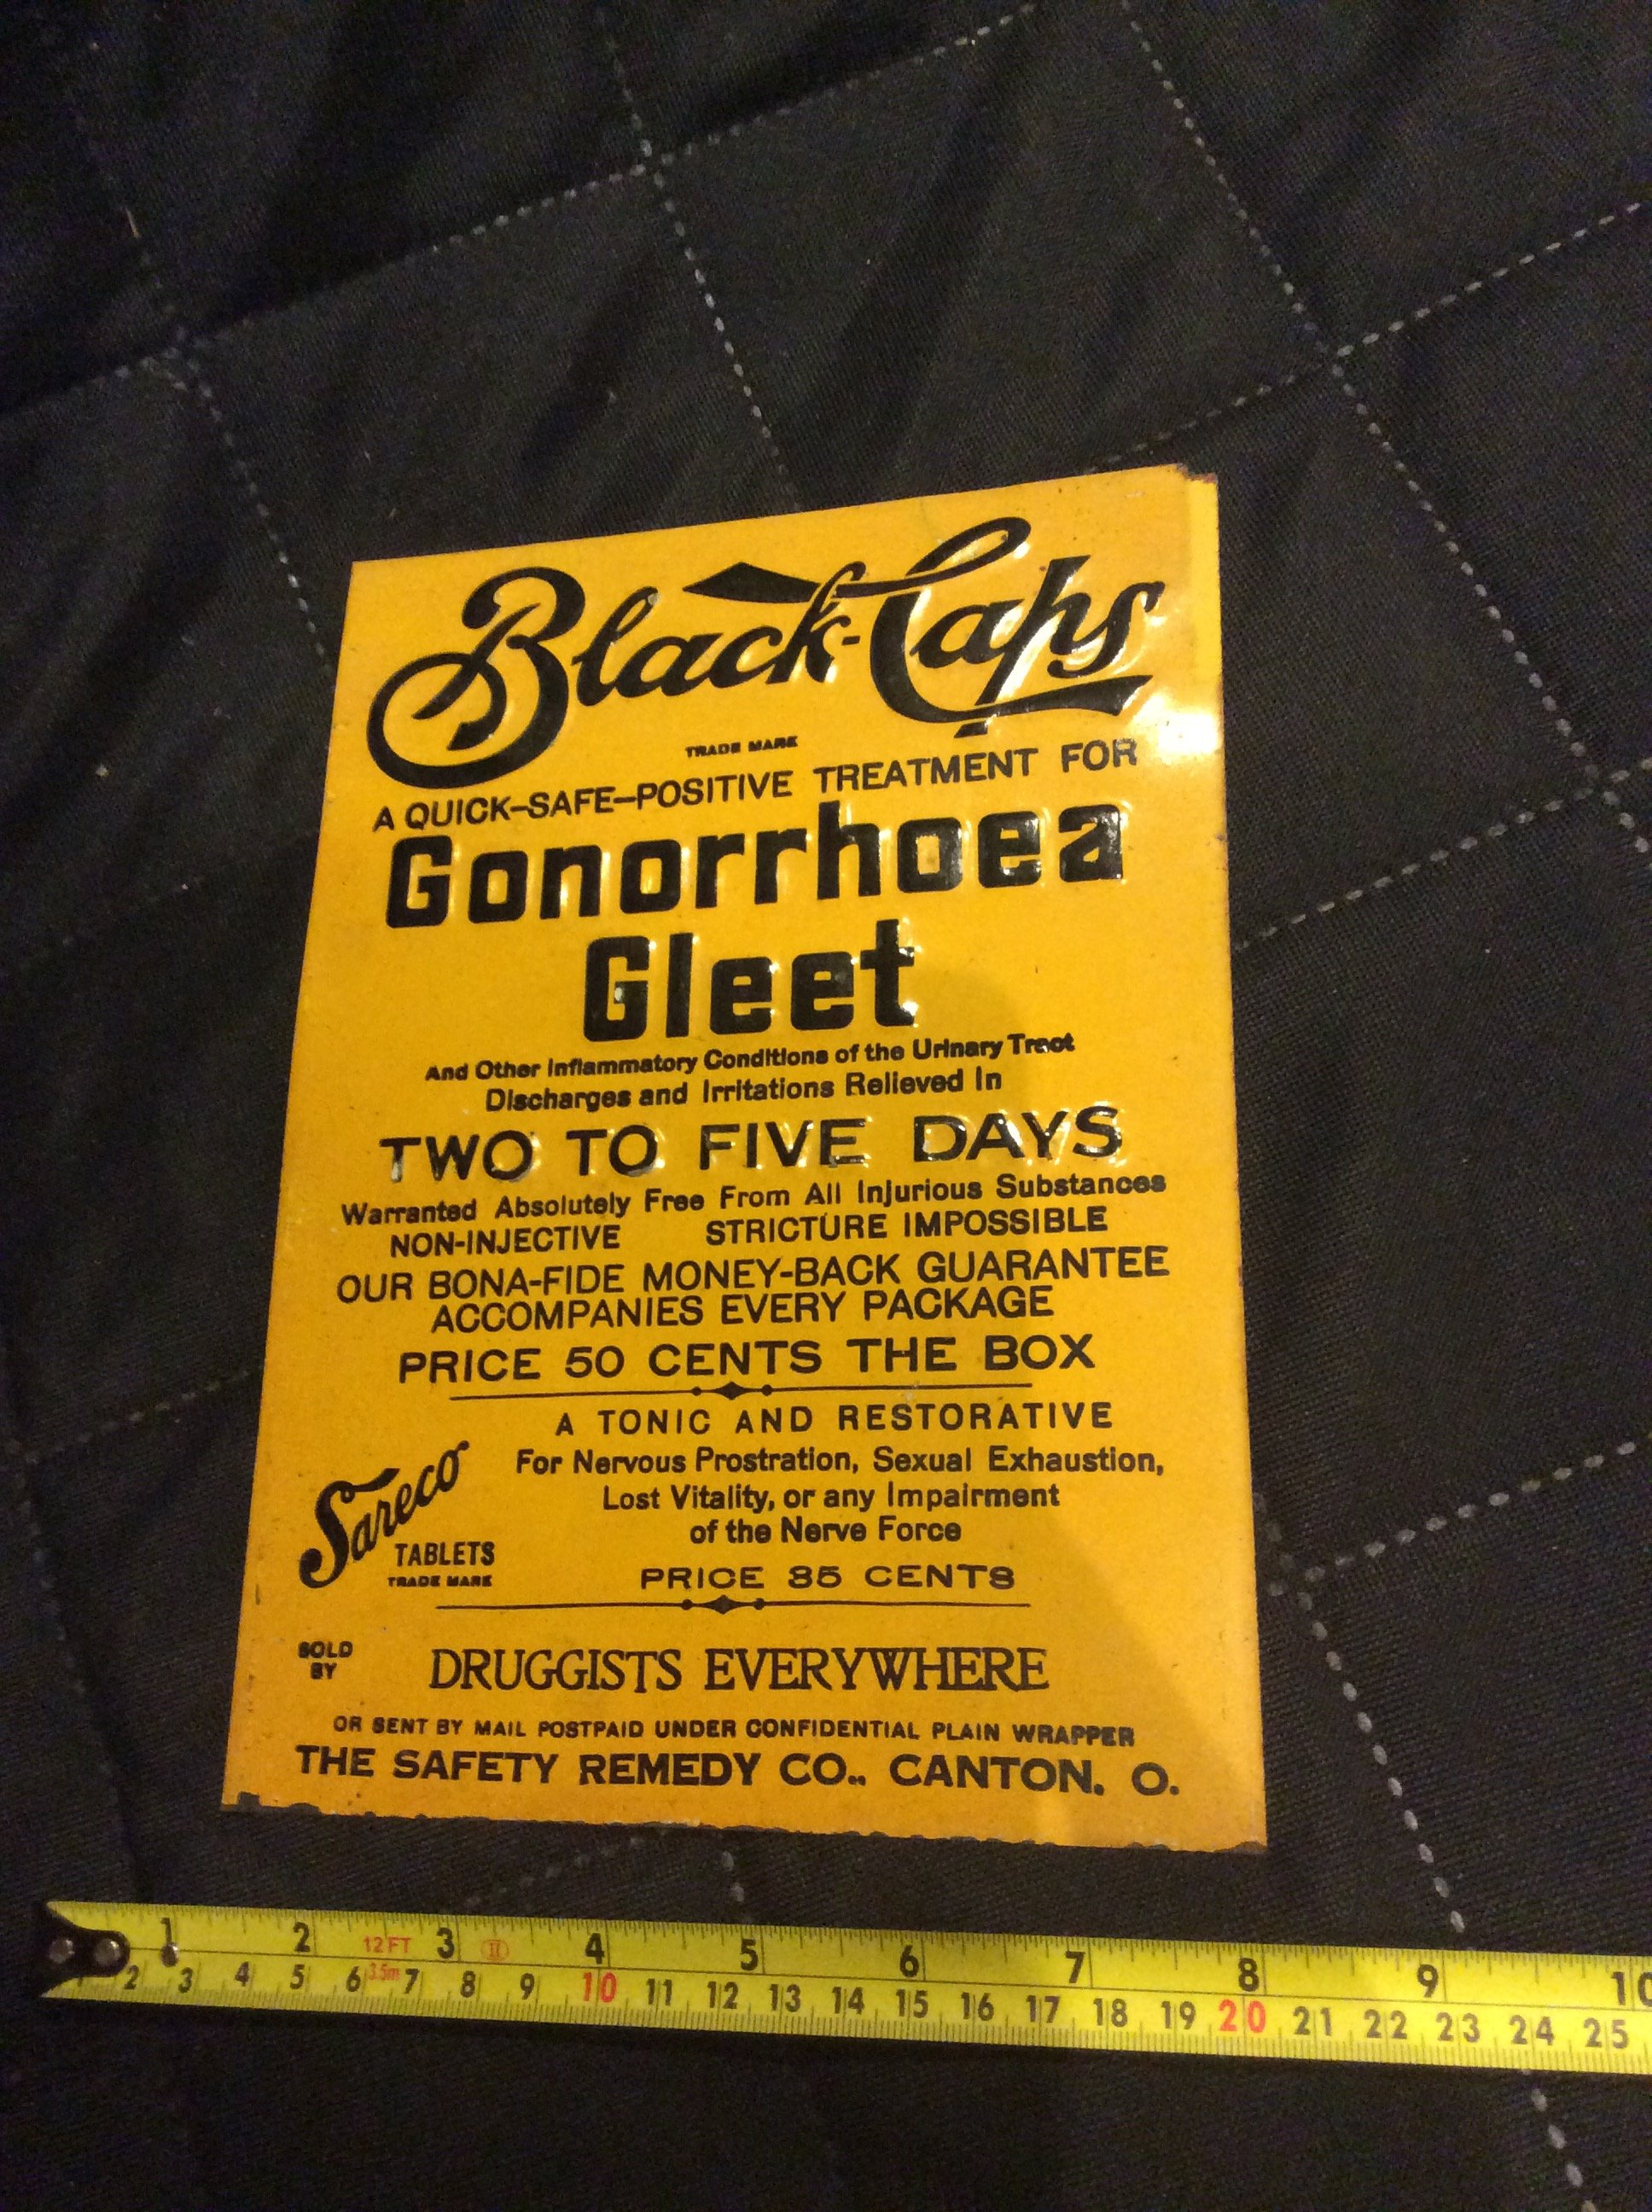 Black-Caps
TRADE MARK
A QUICK-SAFE-POSITIVE TREATMENT FOR
Gonorrhoea
Gleet
And Other Inflammatory Conditions of the Urinary Tract
Discharges and Irritations Relieved In
TWO TO FIVE DAYS
Warranted Absolutely Free From All Injurious Substances
NON-INJECTIVE STRICTURE IMPOSSIBLE
OUR BONA-FIDE MONEY-BACK GUARANTEE
ACCOMPANIES EVERY PACKAGE
PRICE 50 CENTS THE BOX
Sareco
TABLETS
TRADE MARK
A TONIC AND RESTORATIVE
For Nervous Prostration, Sexual Exhaustion,
Lost Vitality, or any Impairment
of the Nerve Force
PRICE 35 CENTS
SOLD
BY
DRUGGISTS EVERYWHERE
OR SENT BY MAIL POSTPAID UNDER CONFIDENTIAL PLAIN WRAPPER
THE SAFETY REMEDY CO., CANTON, O.
1 2 12FT 3 II 4 5 6 7 8 9 10
2 3 4 5 6 3.5m 7 8 9 10 11 12 13 14 15 16 17 18 19 20 21 22 23 24 25